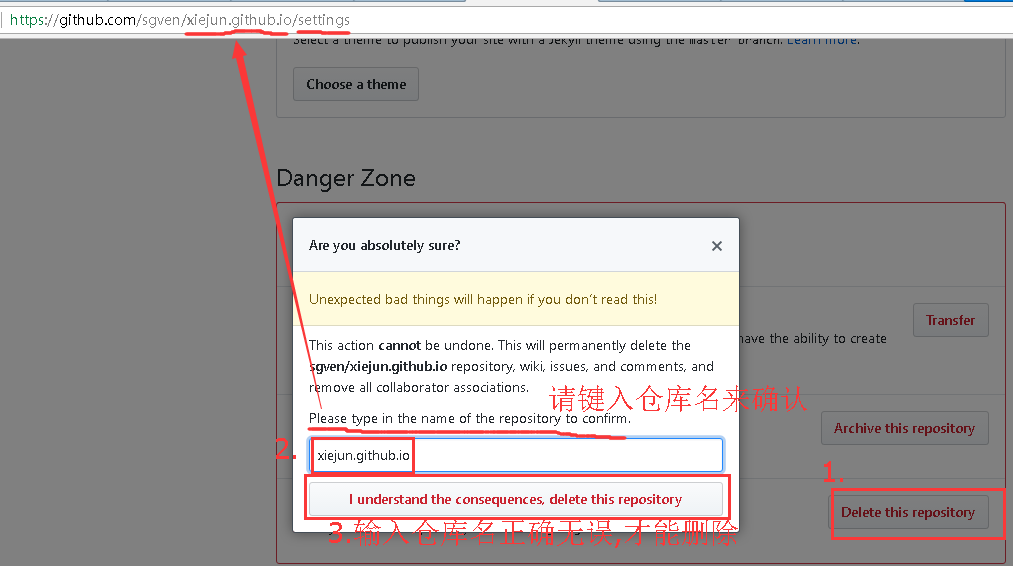 https://github.com/sgven/xiejun.github.io/settings
Select a theme to publish your site with a Jekyll theme using the master branch. Learn more.
Choose a theme
Danger Zone
Are you absolutely sure? ×
Unexpected bad things will happen if you don't read this!
This action cannot be undone. This will permanently delete the
sgven/xiejun.github.io repository, wiki, issues, and comments, and
remove all collaborator associations.
Transfer
have the ability to create
请键入仓库名来确认
Please type in the name of the repository to confirm.
Archive this repository
2.
xiejun.github.io
1.
I understand the consequences, delete this repository
Delete this repository
3.输入仓库名正确无误,才能删除